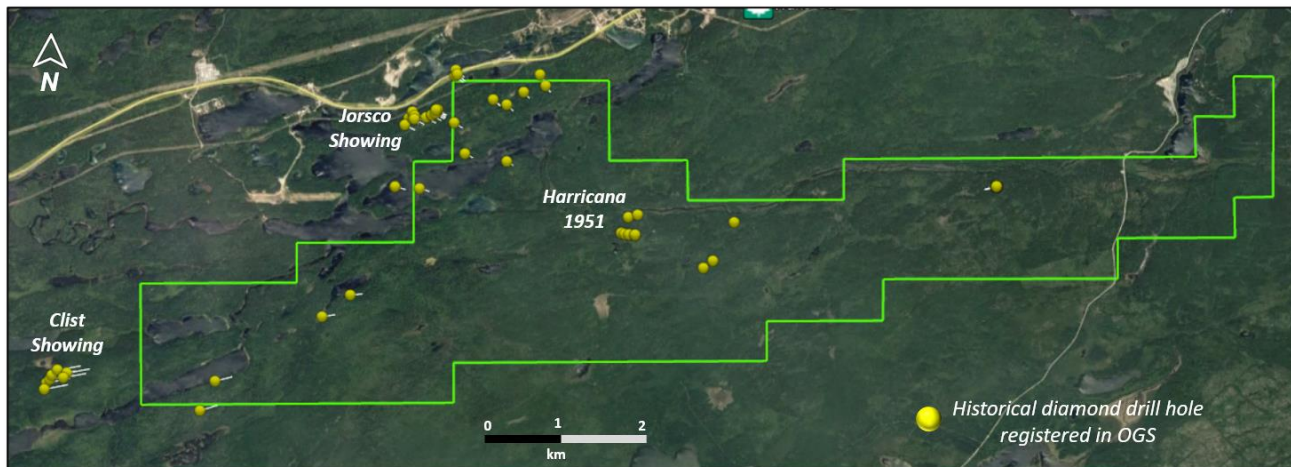 N
Jorsco
Showing
Harricana
1951
Clist
Showing
0 1 2
km
Historical diamond drill hole
registered in OGS